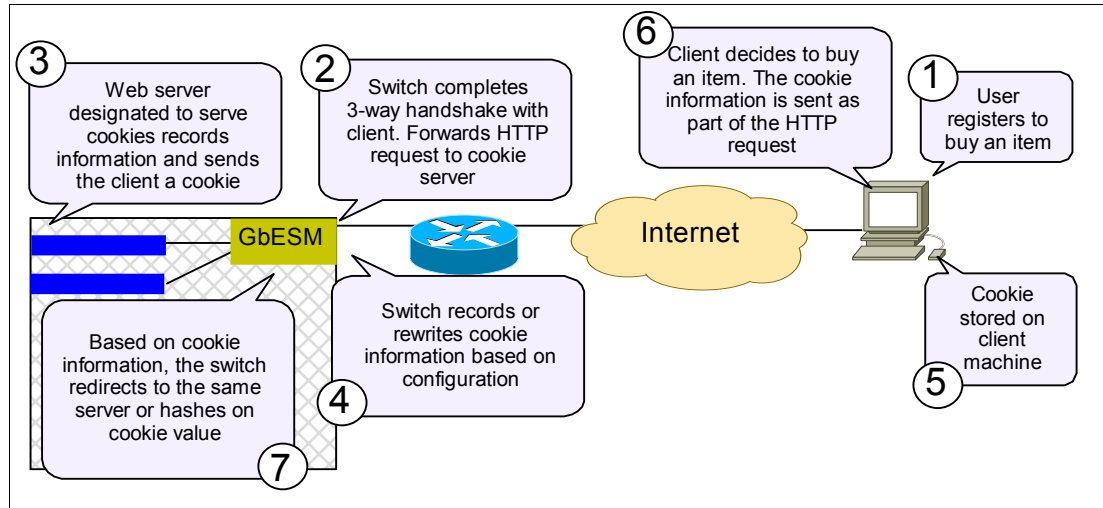 1
User
registers to
buy an item
2
Switch completes
3-way handshake with
client. Forwards HTTP
request to cookie
server
3
Web server
designated to serve
cookies records
information and sends
the client a cookie
4
Switch records or
rewrites cookie
information based on
configuration
5
Cookie
stored on
client
machine
6
Client decides to buy
an item. The cookie
information is sent as
part of the HTTP
request
7
Based on cookie
information, the switch
redirects to the same
server or hashes on
cookie value
GbESM
Internet